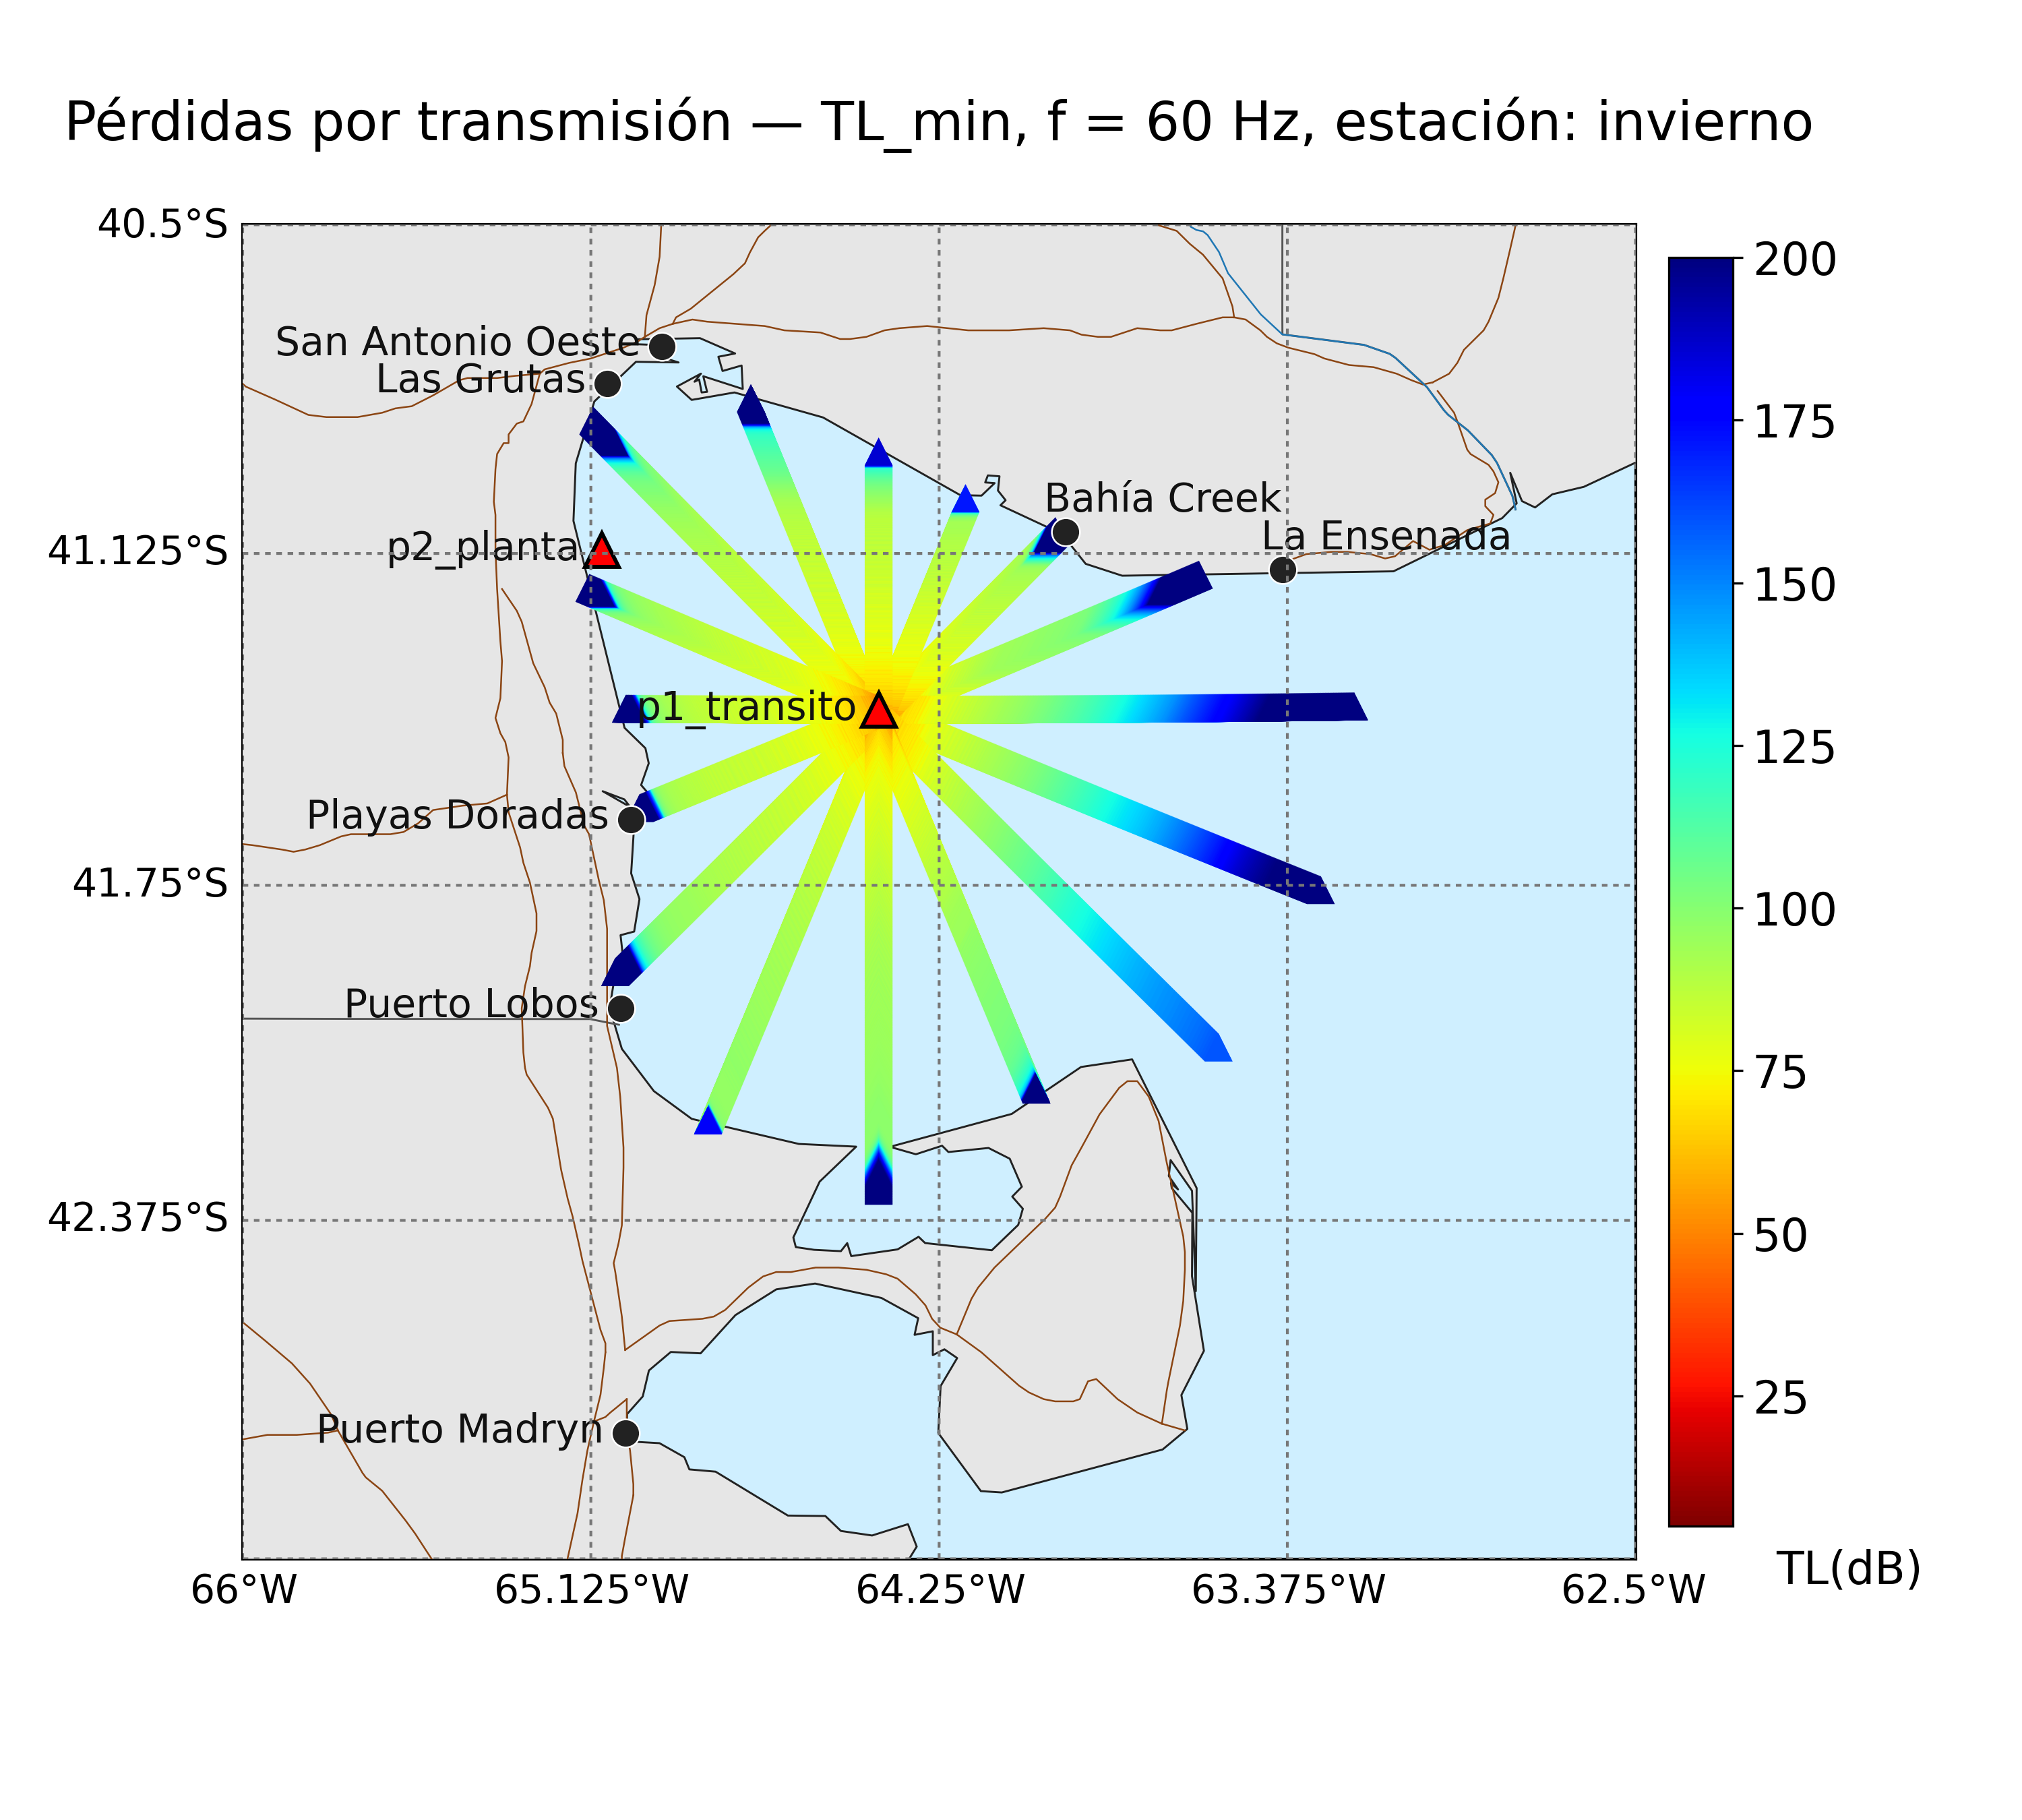 Pérdidas por transmisión — TL_min, f = 60 Hz, estación: invierno
40.5°S
200
San Antonio Oeste
Las Grutas
175
Bahía Creek
La Ensenada
p2_planta
41.125°S
150
p1_transito
125
Playas Doradas
41.75°S
100
Puerto Lobos
75
42.375°S
50
25
Puerto Madryn
TL(dB)
66°W
65.125°W
64.25°W
63.375°W
62.5°W